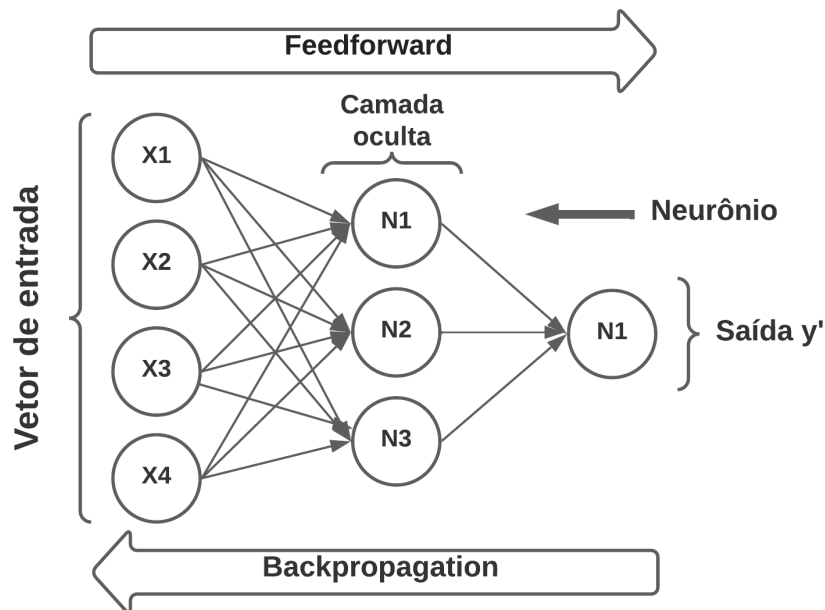 Feedforward
Camada
oculta
Vetor de entrada
X1
X2
X3
X4
N1
N2
N3
Neurônio
N1
Saída y'
Backpropagation